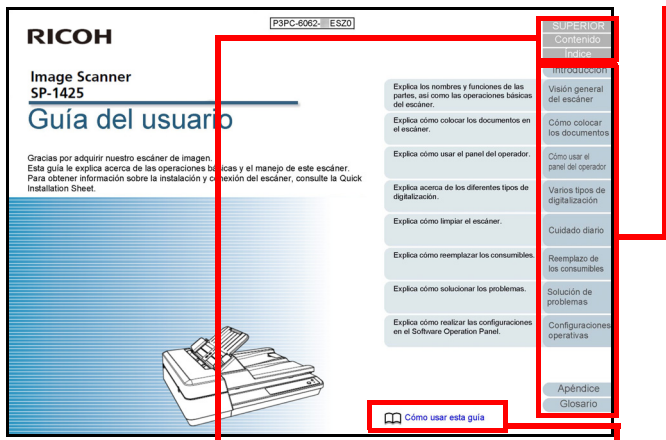 P3PC-6062- ESZ0
RICOH
Image Scanner
SP-1425
Guía del usuario
Gracias por adquirir nuestro escáner de imagen.
Esta guía le explica acerca de las operaciones básicas y el manejo de este escáner.
Para obtener información sobre la instalación y conexión del escáner, consulte la Quick
Installation Sheet.
SUPERIOR
Contenido
Índice
Introducción
Explica los nombres y funciones de las
partes, así como las operaciones básicas
del escáner.
Visión general
del escáner
Explica cómo colocar los documentos en
el escáner.
Cómo colocar
los documentos
Explica cómo usar el panel del operador.
Cómo usar el
panel del operador
Explica acerca de los diferentes tipos de
digitalización.
Varios tipos de
digitalización
Explica cómo limpiar el escáner.
Cuidado diario
Explica cómo reemplazar los consumibles.
Reemplazo de
los consumibles
Explica cómo solucionar los problemas.
Solución de
problemas
Explica cómo realizar las configuraciones
en el Software Operation Panel.
Configuraciones
operativas
Apéndice
Glosario
Cómo usar esta guía